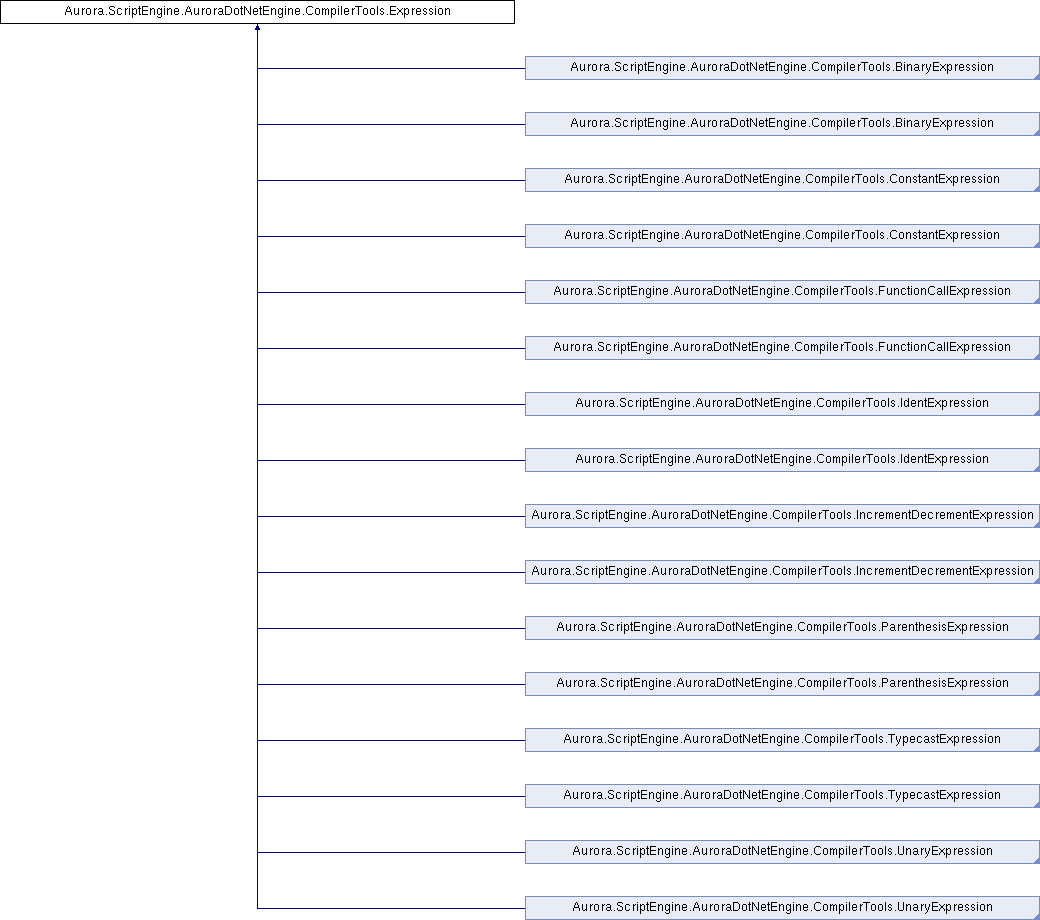 Aurora.ScriptEngine.AuroraDotNetEngine.CompilerTools.Expression
Aurora.ScriptEngine.AuroraDotNetEngine.CompilerTools.BinaryExpression
Aurora.ScriptEngine.AuroraDotNetEngine.CompilerTools.BinaryExpression
Aurora.ScriptEngine.AuroraDotNetEngine.CompilerTools.ConstantExpression
Aurora.ScriptEngine.AuroraDotNetEngine.CompilerTools.ConstantExpression
Aurora.ScriptEngine.AuroraDotNetEngine.CompilerTools.FunctionCallExpression
Aurora.ScriptEngine.AuroraDotNetEngine.CompilerTools.FunctionCallExpression
Aurora.ScriptEngine.AuroraDotNetEngine.CompilerTools.IdentExpression
Aurora.ScriptEngine.AuroraDotNetEngine.CompilerTools.IdentExpression
Aurora.ScriptEngine.AuroraDotNetEngine.CompilerTools.IncrementDecrementExpression
Aurora.ScriptEngine.AuroraDotNetEngine.CompilerTools.IncrementDecrementExpression
Aurora.ScriptEngine.AuroraDotNetEngine.CompilerTools.ParenthesisExpression
Aurora.ScriptEngine.AuroraDotNetEngine.CompilerTools.ParenthesisExpression
Aurora.ScriptEngine.AuroraDotNetEngine.CompilerTools.TypecastExpression
Aurora.ScriptEngine.AuroraDotNetEngine.CompilerTools.TypecastExpression
Aurora.ScriptEngine.AuroraDotNetEngine.CompilerTools.UnaryExpression
Aurora.ScriptEngine.AuroraDotNetEngine.CompilerTools.UnaryExpression